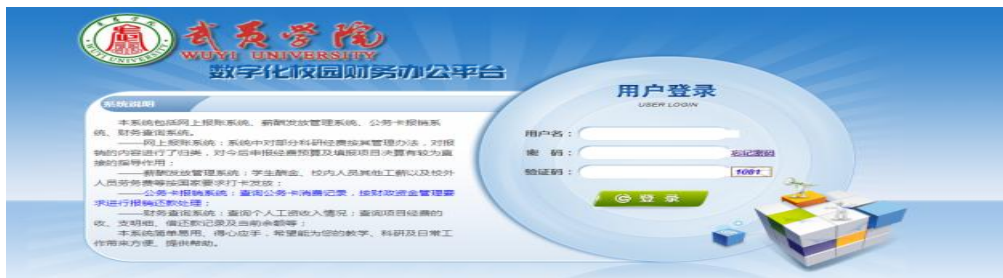 武夷学院
WUYI UNIVERSITY
数字化校园财务办公平台
系统说明
本系统包括网上报账系统、薪酬发放管理系统、公务卡报销系
统、财务查询系统。
——网上报账系统：系统中对部分科研经费按其管理办法，对报
销的内容进行了归类，对今后申报经费预算及填报项目决算有较为直
接的指导作用；
——薪酬发放管理系统：学生酬金、校内人员其他工薪以及校外
人员劳务费等按国家要求打卡发放；
——公务卡报销系统：查询公务卡消费记录，按财政资金管理要
求进行报销还款处理；
——财务查询系统：查询个人工资收入情况；查询项目经费的
收、支明细、借还款记录及当前余额等；
本系统简单易用、得心应手，希望能为您的教学、科研及日常工
作带来方便，提供帮助。
用户登录
USER LOGIN
用户名：
密 码：
忘记密码
验证码：
1081
登 录